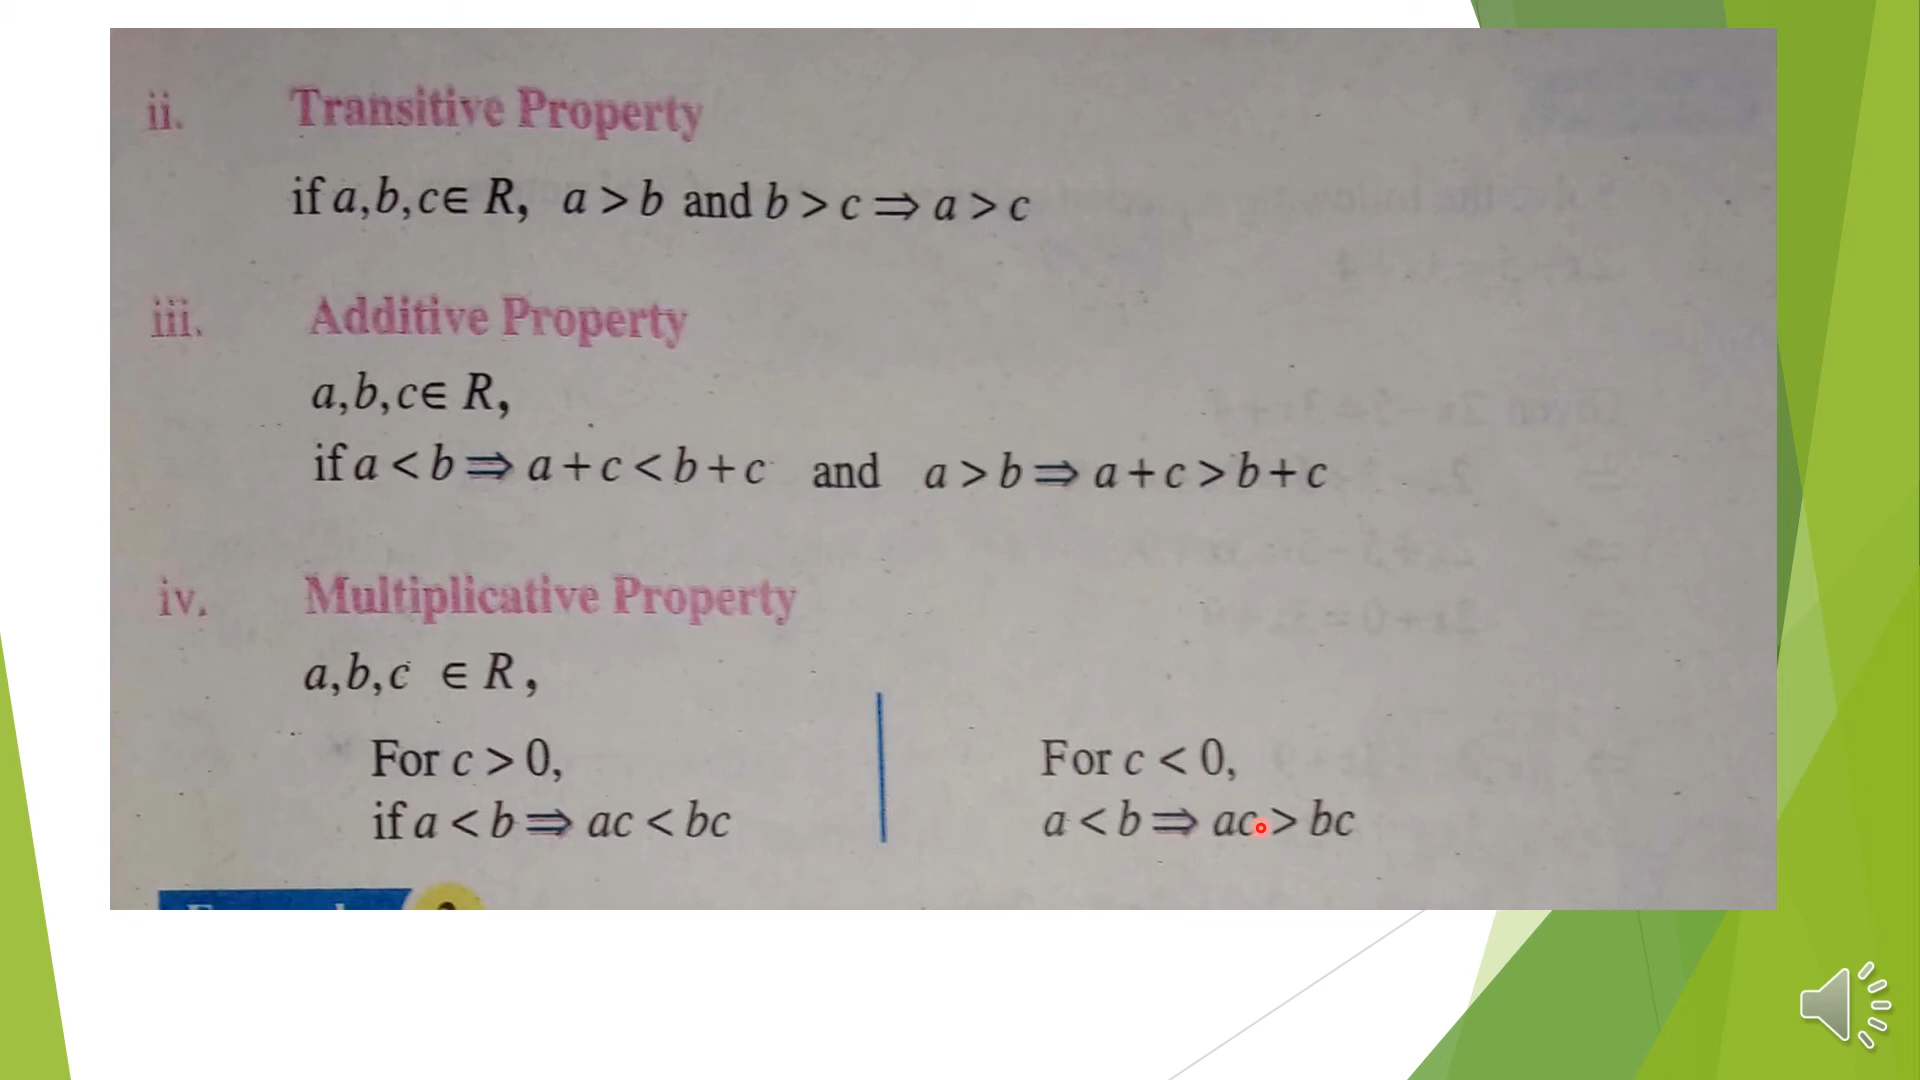 ii. Transitive Property
if a,b,c∈ R, a > b and b > c ⇒ a > c
iii. Additive Property
a,b,c∈ R,
if a < b ⇒ a + c < b + c and a > b ⇒ a + c > b + c
iv. Multiplicative Property
a,b,c ∈ R,
For c > 0,
if a < b ⇒ ac < bc
For c < 0,
a < b ⇒ ac > bc